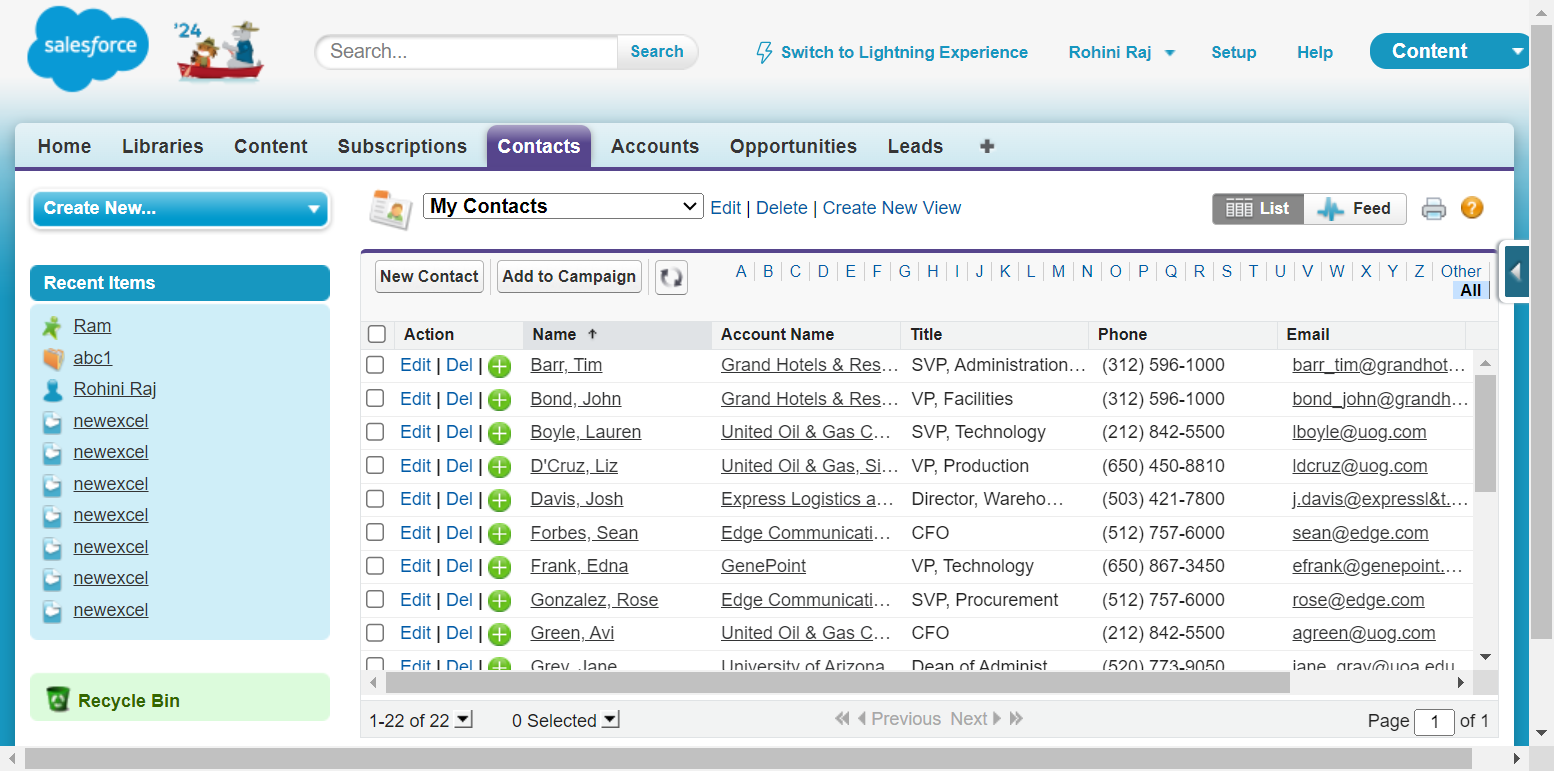 salesforce '24 Search... Search Switch to Lightning Experience Rohini Raj Setup Help Content
Home Libraries Content Subscriptions Contacts Accounts Opportunities Leads
Create New...
My Contacts Edit | Delete | Create New View List Feed ?
Recent Items
Ram
abc1
Rohini Raj
newexcel
newexcel
newexcel
newexcel
newexcel
newexcel
newexcel
Recycle Bin
New Contact Add to Campaign A | B | C | D | E | F | G | H | I | J | K | L | M | N | O | P | Q | R | S | T | U | V | W | X | Y | Z | Other
All
Action Name ↑ Account Name Title Phone Email
Edit | Del | Barr, Tim Grand Hotels & Res... SVP, Administration... (312) 596-1000 barr_tim@grandhot...
Edit | Del | Bond, John Grand Hotels & Res... VP, Facilities (312) 596-1000 bond_john@grandh...
Edit | Del | Boyle, Lauren United Oil & Gas C... SVP, Technology (212) 842-5500 lboyle@uog.com
Edit | Del | D'Cruz, Liz United Oil & Gas, Si... VP, Production (650) 450-8810 ldcruz@uog.com
Edit | Del | Davis, Josh Express Logistics a... Director, Wareho... (503) 421-7800 j.davis@expressl&t....
Edit | Del | Forbes, Sean Edge Communicati... CFO (512) 757-6000 sean@edge.com
Edit | Del | Frank, Edna GenePoint VP, Technology (650) 867-3450 efrank@genepoint....
Edit | Del | Gonzalez, Rose Edge Communicati... SVP, Procurement (512) 757-6000 rose@edge.com
Edit | Del | Green, Avi United Oil & Gas C... CFO (212) 842-5500 agreen@uog.com
Edit | Del | Grey, Jane University of Arizona Dean of Administ... (520) 773-9050 jane_gray@uoa.edu
1-22 of 22 0 Selected Previous Next Page 1 of 1